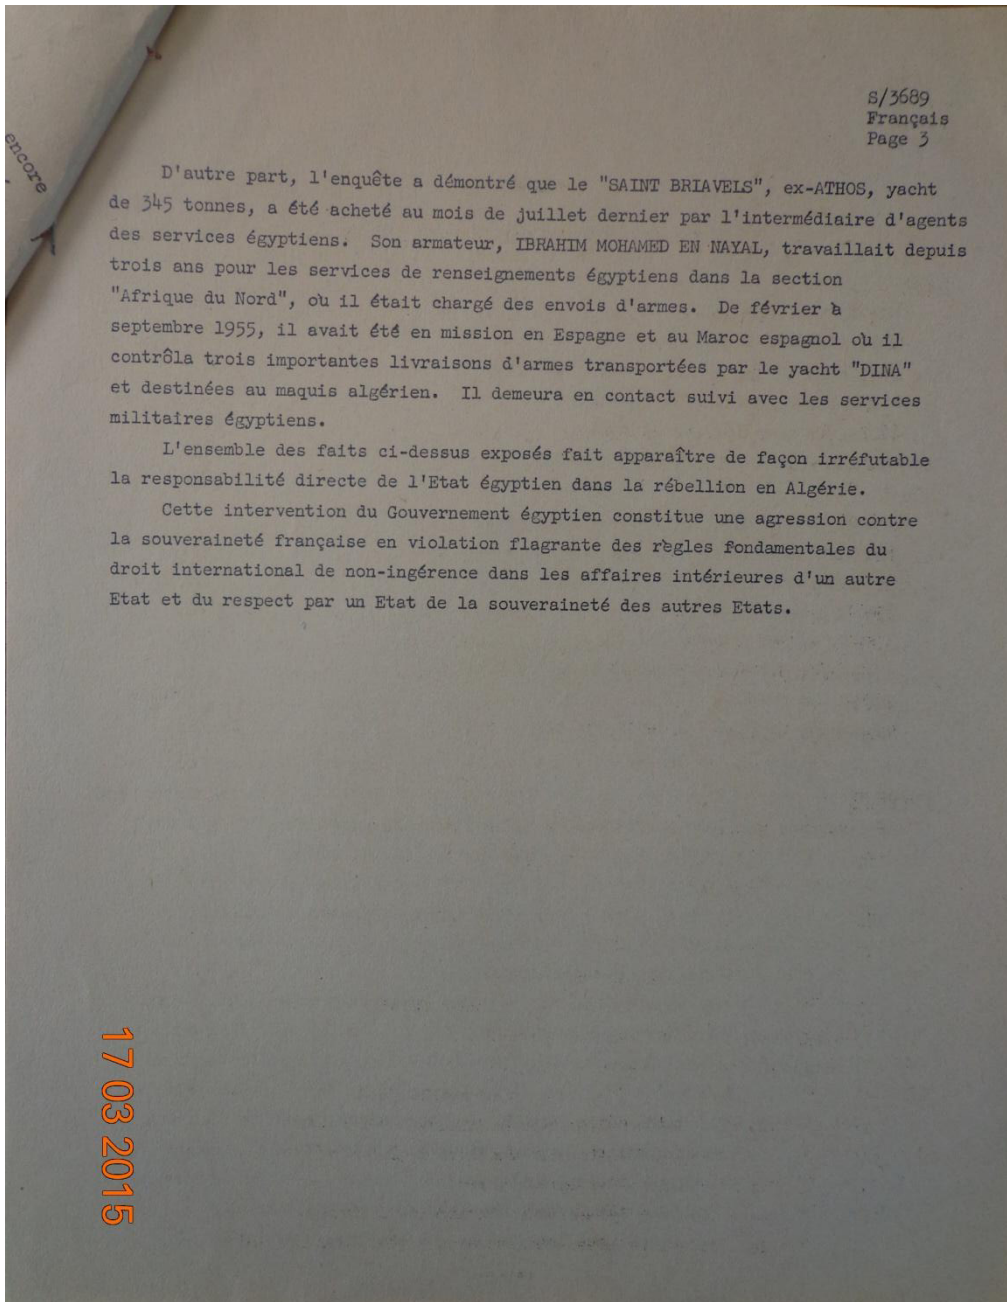 encore
S/3689
Français
Page 3
D'autre part, l'enquête a démontré que le "SAINT BRIAVELS", ex-ATHOS, yacht
de 345 tonnes, a été acheté au mois de juillet dernier par l'intermédiaire d'agents
des services égyptiens. Son armateur, IBRAHIM MOHAMED EN NAYAL, travaillait depuis
trois ans pour les services de renseignements égyptiens dans la section
"Afrique du Nord", où il était chargé des envois d'armes. De février à
septembre 1955, il avait été en mission en Espagne et au Maroc espagnol où il
contrôla trois importantes livraisons d'armes transportées par le yacht "DINA"
et destinées au maquis algérien. Il demeura en contact suivi avec les services
militaires égyptiens.
L'ensemble des faits ci-dessus exposés fait apparaître de façon irréfutable
la responsabilité directe de l'Etat égyptien dans la rébellion en Algérie.
Cette intervention du Gouvernement égyptien constitue une agression contre
la souveraineté française en violation flagrante des règles fondamentales du
droit international de non-ingérence dans les affaires intérieures d'un autre
Etat et du respect par un Etat de la souveraineté des autres Etats.
17 03 2015